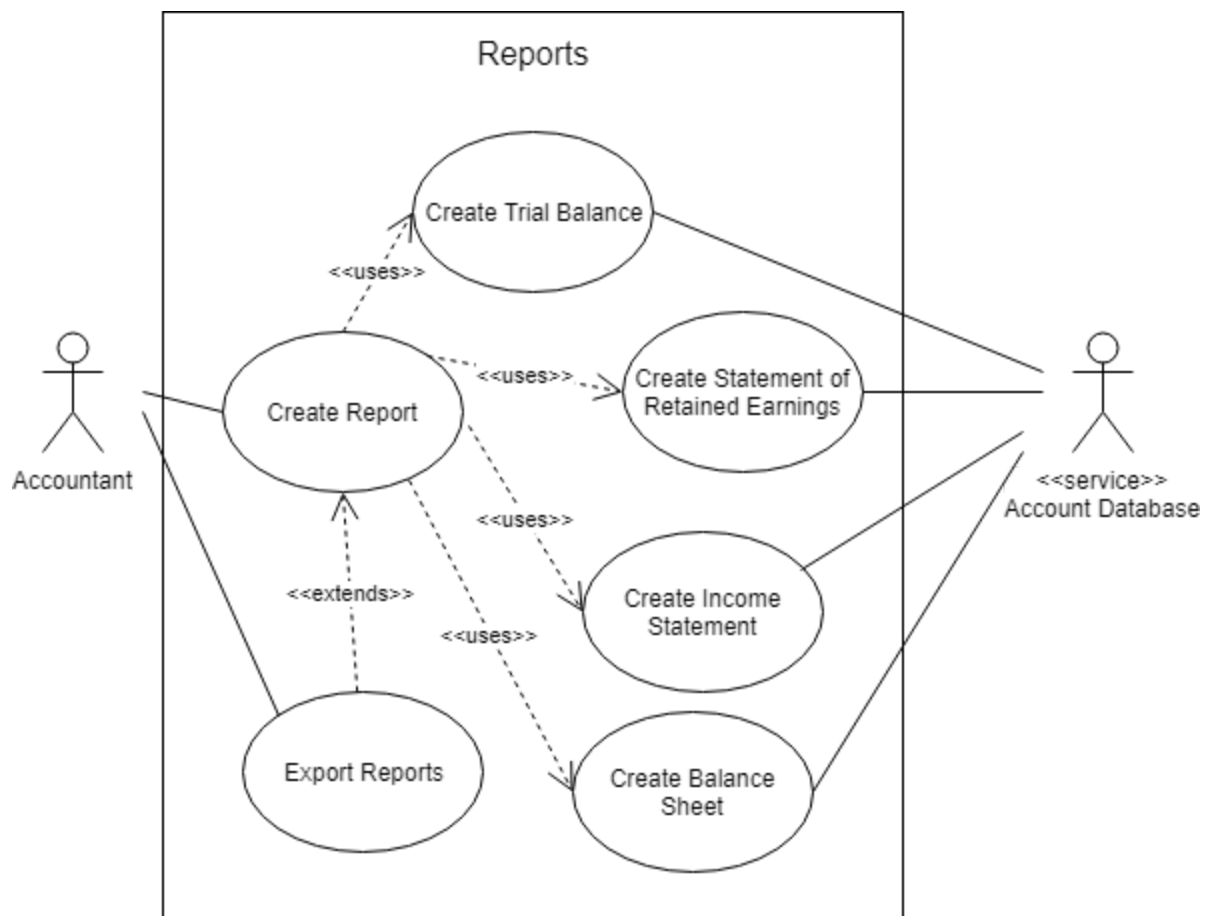 Reports
Create Trial Balance
<<uses>>
<<uses>>
Create Statement of
Retained Earnings
Create Report
Accountant
<<service>>
Account Database
<<uses>>
<<extends>>
Create Income
Statement
<<uses>>
Export Reports
Create Balance
Sheet